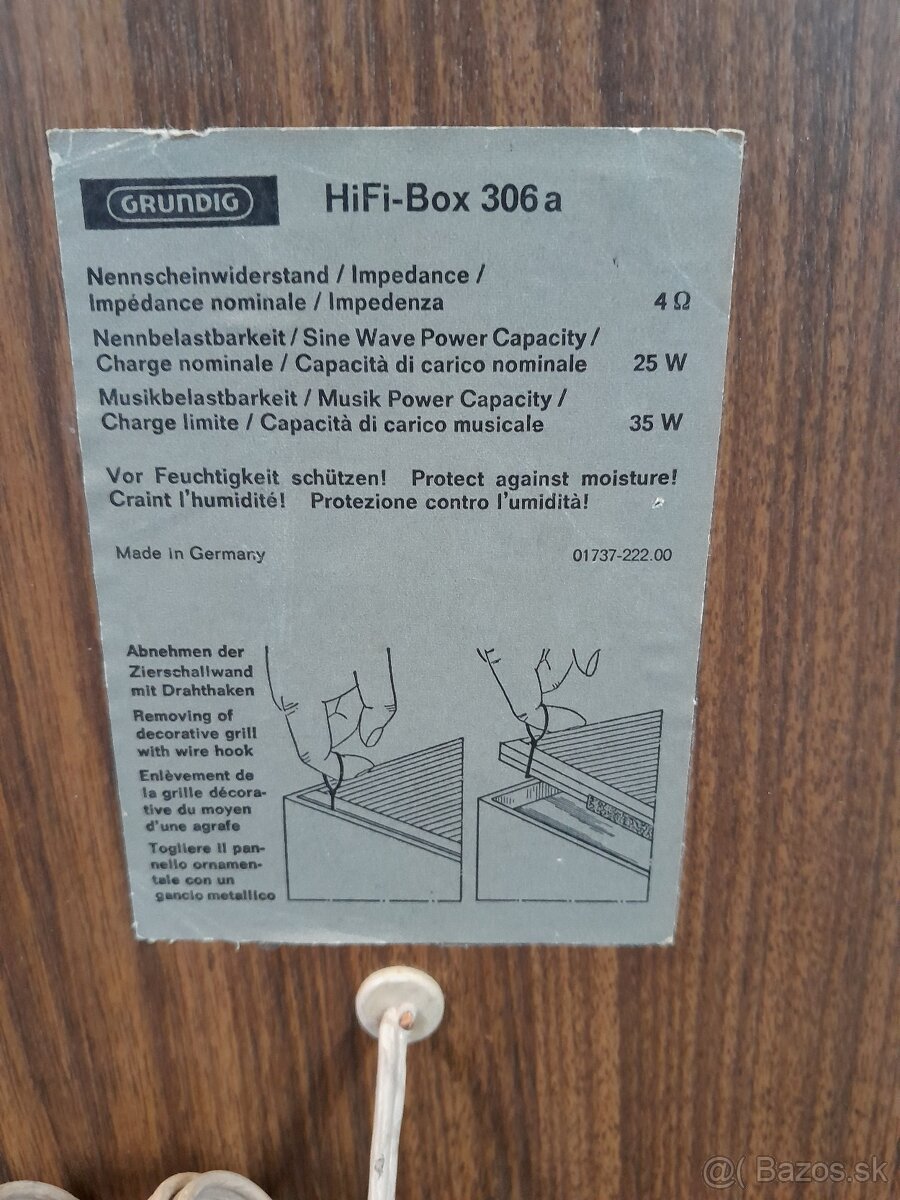 GRUNDIG HiFi-Box 306 a
Nennscheinwiderstand / Impedance /
Impédance nominale / Impedenza 4 Ω
Nennbelastbarkeit / Sine Wave Power Capacity /
Charge nominale / Capacità di carico nominale 25 W
Musikbelastbarkeit / Musik Power Capacity /
Charge limite / Capacità di carico musicale 35 W
Vor Feuchtigkeit schützen! Protect against moisture!
Craint l'humidité! Protezione contro l'umidità!
Made in Germany 01737-222.00
Abnehmen der
Zierschallwand
mit Drahthaken
Removing of
decorative grill
with wire hook
Enlèvement de
la grille décora-
tive du moyen
d'une agrafe
Togliere il pan-
nello ornamen-
tale con un
gancio metallico
@( Bazos.sk